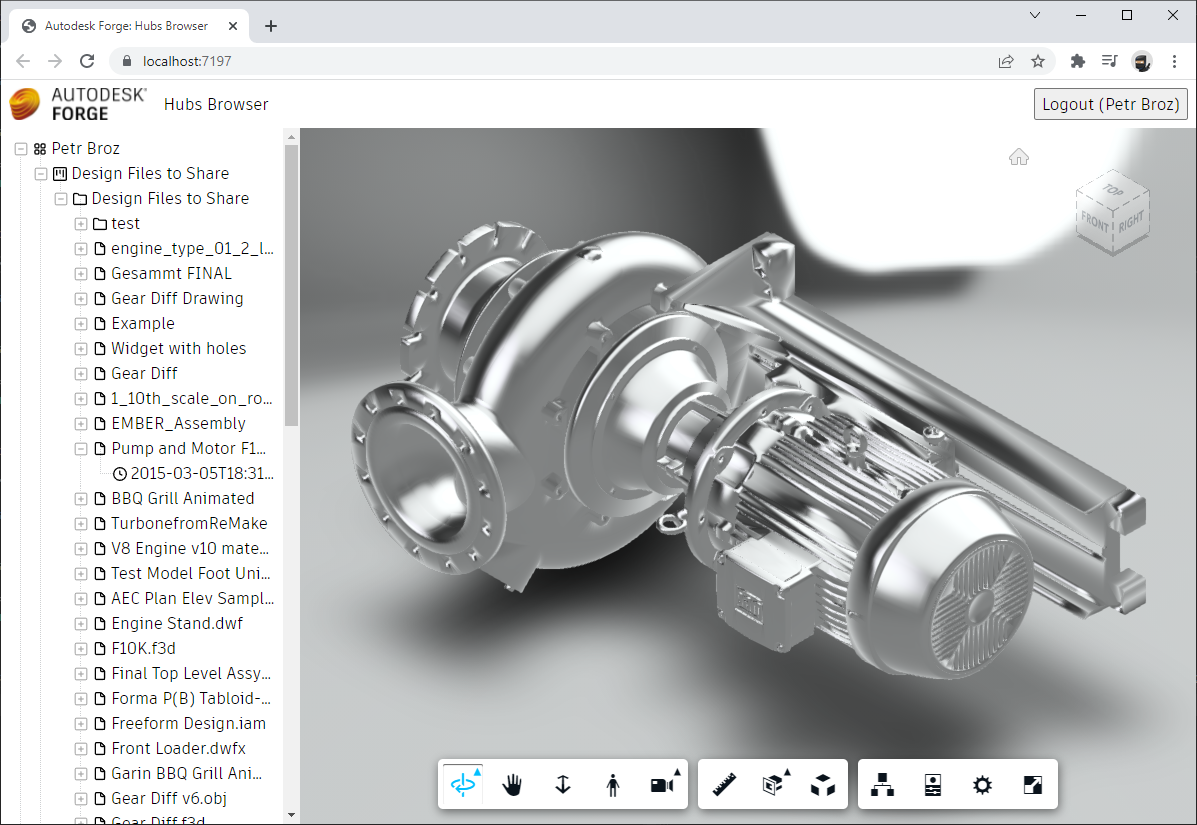 Autodesk Forge: Hubs Browser
localhost:7197
AUTODESK®
FORGE
Hubs Browser
Logout (Petr Broz)
Petr Broz
Design Files to Share
Design Files to Share
test
engine_type_01_2_l...
Gesammt FINAL
Gear Diff Drawing
Example
Widget with holes
Gear Diff
1_10th_scale_on_ro...
EMBER_Assembly
Pump and Motor F1...
2015-03-05T18:31...
BBQ Grill Animated
TurbonefromReMake
V8 Engine v10 mate...
Test Model Foot Uni...
AEC Plan Elev Sampl...
Engine Stand.dwf
F10K.f3d
Final Top Level Assy...
Forma P(B) Tabloid-...
Freeform Design.iam
Front Loader.dwfx
Garin BBQ Grill Ani...
Gear Diff v6.obj
Gear Diff.f3d
TOP
FRONT
RIGHT